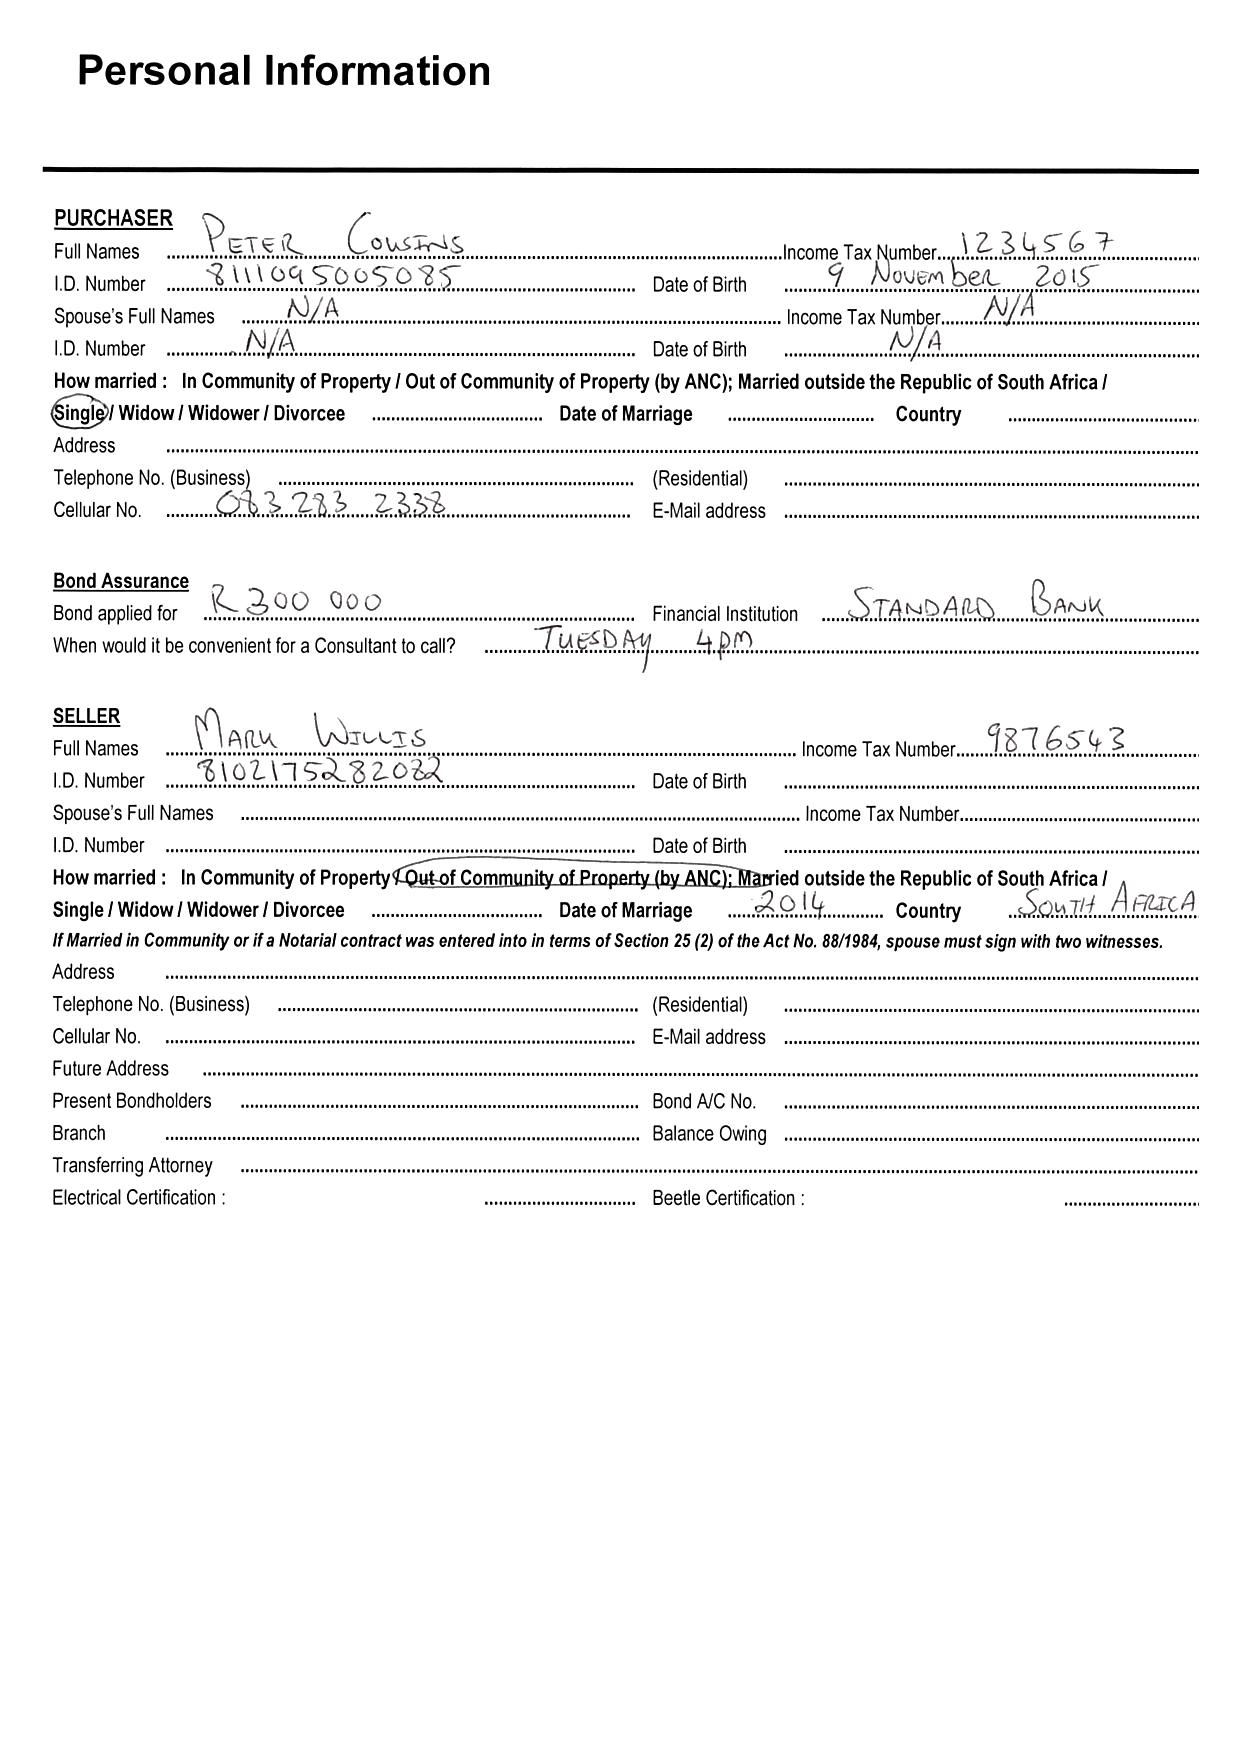 Personal Information
PURCHASER
Full Names PETER COUSINS Income Tax Number 1234567
I.D. Number 8111095005085 Date of Birth 9 NOVEMBER 2015
Spouse's Full Names N/A Income Tax Number N/A
I.D. Number N/A Date of Birth N/A
How married : In Community of Property / Out of Community of Property (by ANC); Married outside the Republic of South Africa /
Single / Widow / Widower / Divorcee Date of Marriage Country
Address
Telephone No. (Business) (Residential)
Cellular No. 083 283 2338 E-Mail address
Bond Assurance
Bond applied for R 300 000 Financial Institution STANDARD BANK
When would it be convenient for a Consultant to call? TUESDAY 4pm
SELLER
Full Names MARK WILLIS Income Tax Number 9876543
I.D. Number 8102175282082 Date of Birth
Spouse's Full Names Income Tax Number
I.D. Number Date of Birth
How married : In Community of Property / Out of Community of Property (by ANC); Married outside the Republic of South Africa /
Single / Widow / Widower / Divorcee Date of Marriage 2014 Country SOUTH AFRICA
If Married in Community or if a Notarial contract was entered into in terms of Section 25 (2) of the Act No. 88/1984, spouse must sign with two witnesses.
Address
Telephone No. (Business) (Residential)
Cellular No. E-Mail address
Future Address
Present Bondholders Bond A/C No.
Branch Balance Owing
Transferring Attorney
Electrical Certification : Beetle Certification :